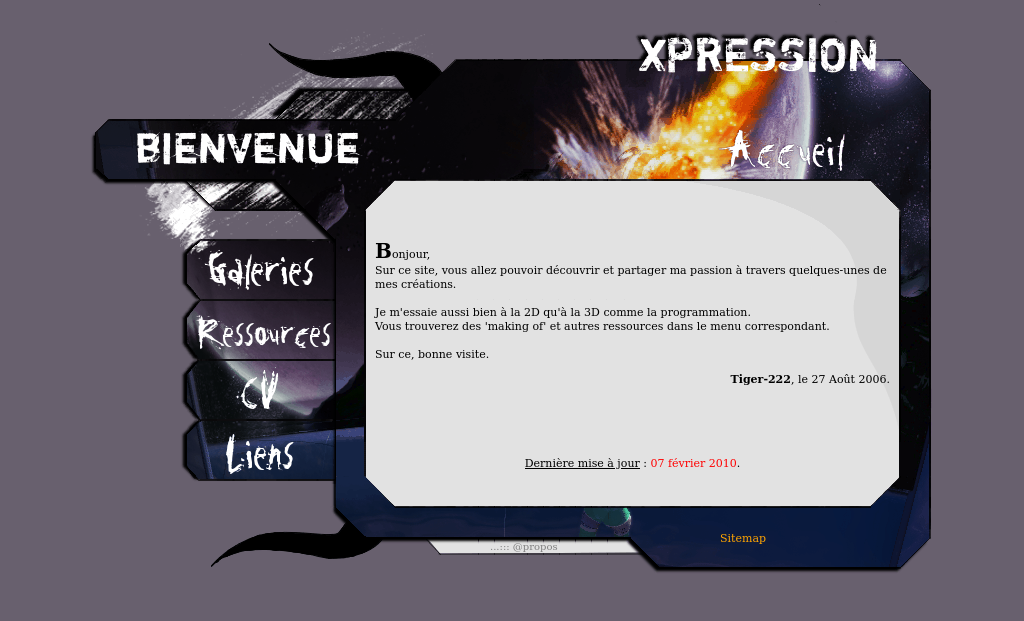 XPRESSION
BIENVENUE
Accueil
Galeries
Ressources
CV
Liens
Bonjour,
Sur ce site, vous allez pouvoir découvrir et partager ma passion à travers quelques-unes de
mes créations.
Je m'essaie aussi bien à la 2D qu'à la 3D comme la programmation.
Vous trouverez des 'making of' et autres ressources dans le menu correspondant.
Sur ce, bonne visite.
Tiger-222, le 27 Août 2006.
Dernière mise à jour : 07 février 2010.
Sitemap
...::: @propos